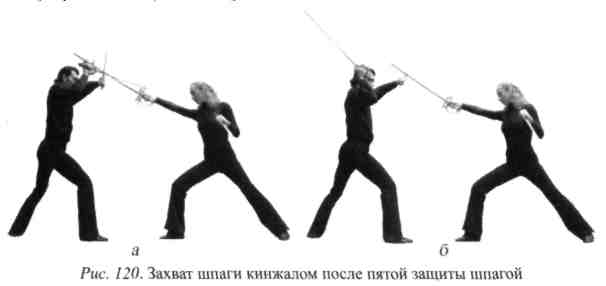 а
б
Рис. 120. Захват шпаги кинжалом после пятой защиты шпагой